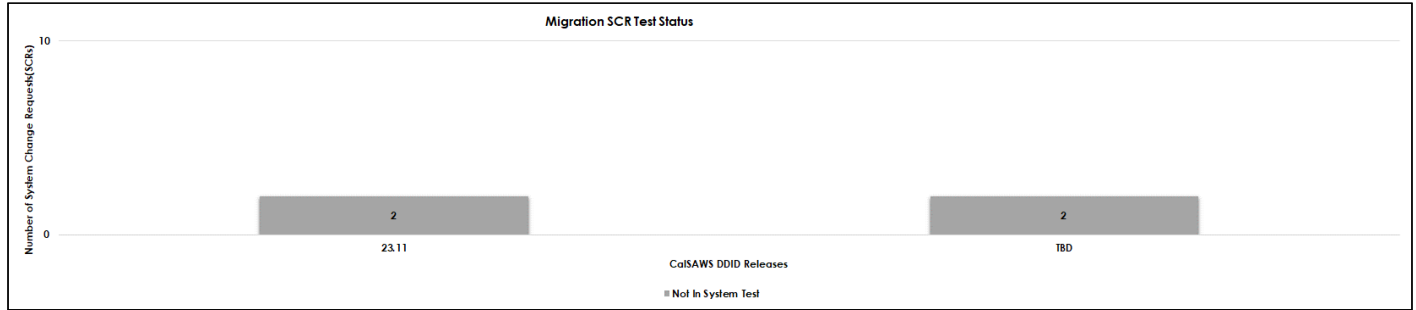 Migration SCR Test Status
Number of System Change Requests(SCRs)
10
0
2
2
23.11
TBD
CalSAWS DDID Releases
Not In System Test